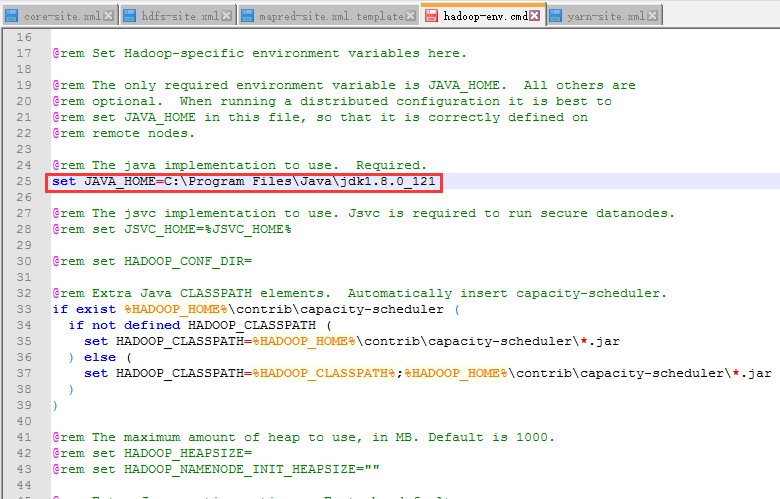 core-site.xml hdfs-site.xml mapred-site.xml.template hadoop-env.cmd yarn-site.xml
16
17 @rem Set Hadoop-specific environment variables here.
18
19 @rem The only required environment variable is JAVA_HOME.  All others are
20 @rem optional.  When running a distributed configuration it is best to
21 @rem set JAVA_HOME in this file, so that it is correctly defined on
22 @rem remote nodes.
23
24 @rem The java implementation to use.  Required.
25 set JAVA_HOME=C:\Program Files\Java\jdk1.8.0_121
26
27 @rem The jsvc implementation to use. Jsvc is required to run secure datanodes.
28 @rem set JSVC_HOME=%JSVC_HOME%
29
30 @rem set HADOOP_CONF_DIR=
31
32 @rem Extra Java CLASSPATH elements.  Automatically insert capacity-scheduler.
33 if exist %HADOOP_HOME%\contrib\capacity-scheduler (
34   if not defined HADOOP_CLASSPATH (
35     set HADOOP_CLASSPATH=%HADOOP_HOME%\contrib\capacity-scheduler\*.jar
36   ) else (
37     set HADOOP_CLASSPATH=%HADOOP_CLASSPATH%;%HADOOP_HOME%\contrib\capacity-scheduler\*.jar
38   )
39 )
40
41 @rem The maximum amount of heap to use, in MB. Default is 1000.
42 @rem set HADOOP_HEAPSIZE=
43 @rem set HADOOP_NAMENODE_INIT_HEAPSIZE=""
44